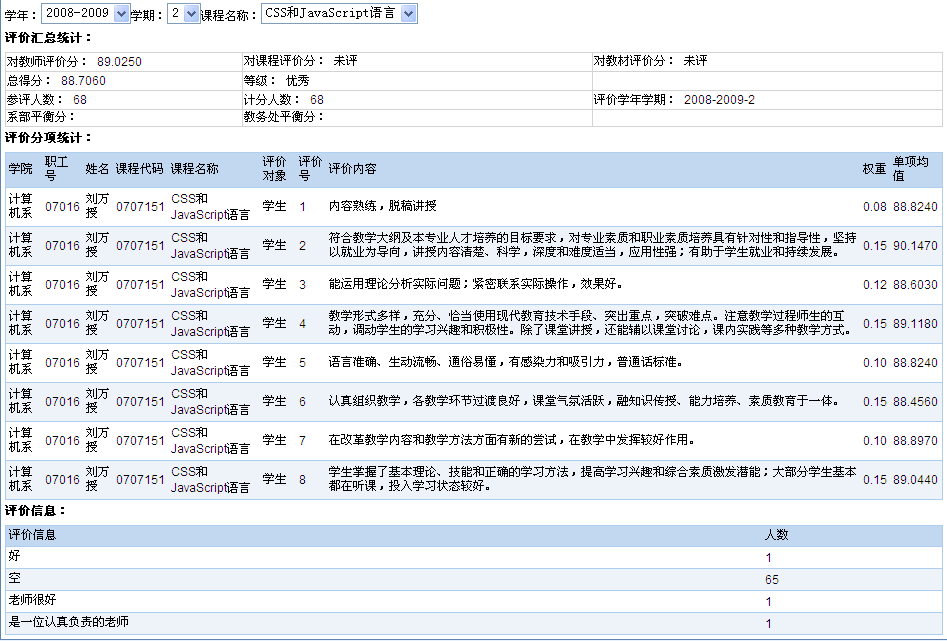 学年： 2008-2009 学期： 2 课程名称： CSS和JavaScript语言
评价汇总统计：
对教师评价分： 89.0250 对课程评价分： 未评 对教材评价分： 未评
总得分： 88.7060 等级： 优秀
参评人数： 68 计分人数： 68 评价学年学期： 2008-2009-2
系部平衡分： 教务处平衡分：
评价分项统计：
学院 职工号 姓名 课程代码 课程名称 评价对象 评价号 评价内容 权重 单项均值
计算机系 07016 刘万授 0707151 CSS和JavaScript语言 学生 1 内容熟练，脱稿讲授 0.08 88.8240
计算机系 07016 刘万授 0707151 CSS和JavaScript语言 学生 2 符合教学大纲及本专业人才培养的目标要求，对专业素质和职业素质培养具有针对性和指导性，坚持
以就业为导向，讲授内容清楚、科学，深度和难度适当，应用性强；有助于学生就业和持续发展。 0.15 90.1470
计算机系 07016 刘万授 0707151 CSS和JavaScript语言 学生 3 能运用理论分析实际问题；紧密联系实际操作，效果好。 0.12 88.6030
计算机系 07016 刘万授 0707151 CSS和JavaScript语言 学生 4 教学形式多样，充分、恰当使用现代教育技术手段、突出重点，突破难点。注意教学过程师生的互
动，调动学生的学习兴趣和积极性。除了课堂讲授，还能辅以课堂讨论，课内实践等多种教学方式。 0.15 89.1180
计算机系 07016 刘万授 0707151 CSS和JavaScript语言 学生 5 语言准确、生动流畅、通俗易懂，有感染力和吸引力，普通话标准。 0.10 88.8240
计算机系 07016 刘万授 0707151 CSS和JavaScript语言 学生 6 认真组织教学，各教学环节过渡良好，课堂气氛活跃，融知识传授、能力培养、素质教育于一体。 0.15 88.4560
计算机系 07016 刘万授 0707151 CSS和JavaScript语言 学生 7 在改革教学内容和教学方法方面有新的尝试，在教学中发挥较好作用。 0.10 88.8970
计算机系 07016 刘万授 0707151 CSS和JavaScript语言 学生 8 学生掌握了基本理论、技能和正确的学习方法，提高学习兴趣和综合素质激发潜能；大部分学生基本
都在听课，投入学习状态较好。 0.15 89.0440
评价信息：
评价信息 人数
好 1
空 65
老师很好 1
是一位认真负责的老师 1